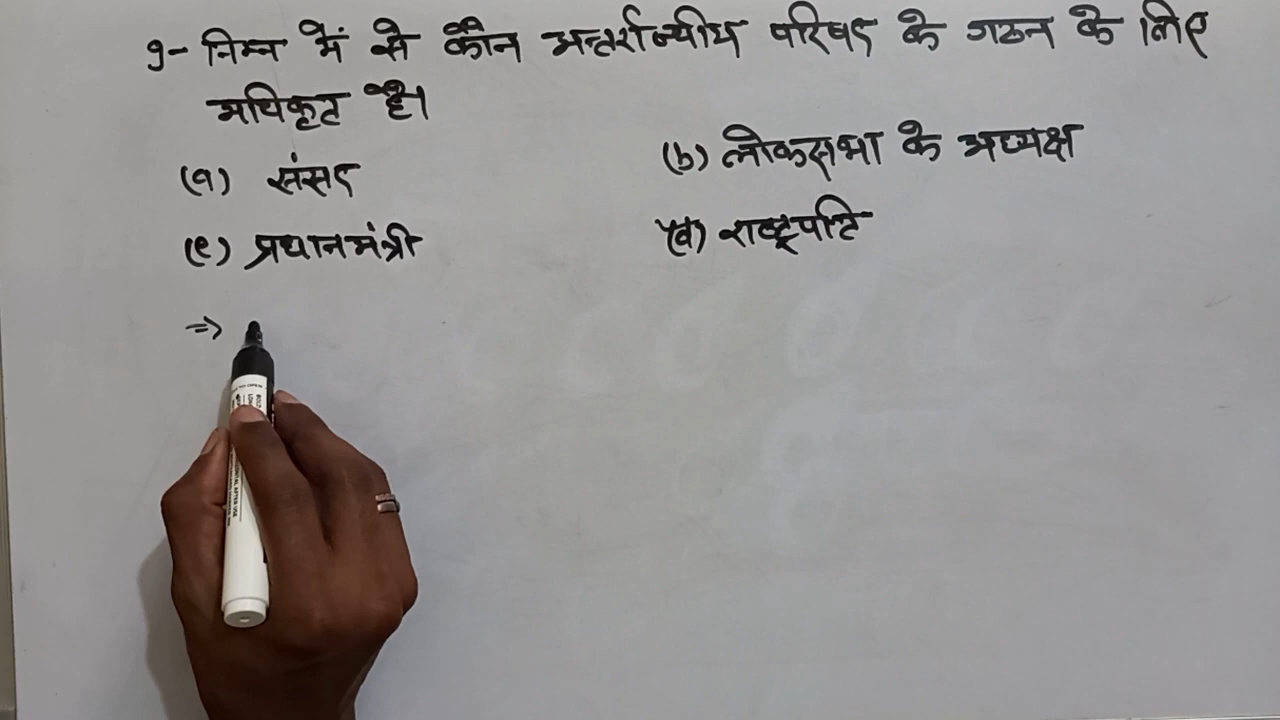 9- निम्न में से कौन अन्तर्राज्यीय परिषद के गठन के लिए
अधिकृत है।
(a) संसद
(b) लोकसभा के अध्यक्ष
(c) प्रधानमंत्री
(d) राष्ट्रपति
⇒